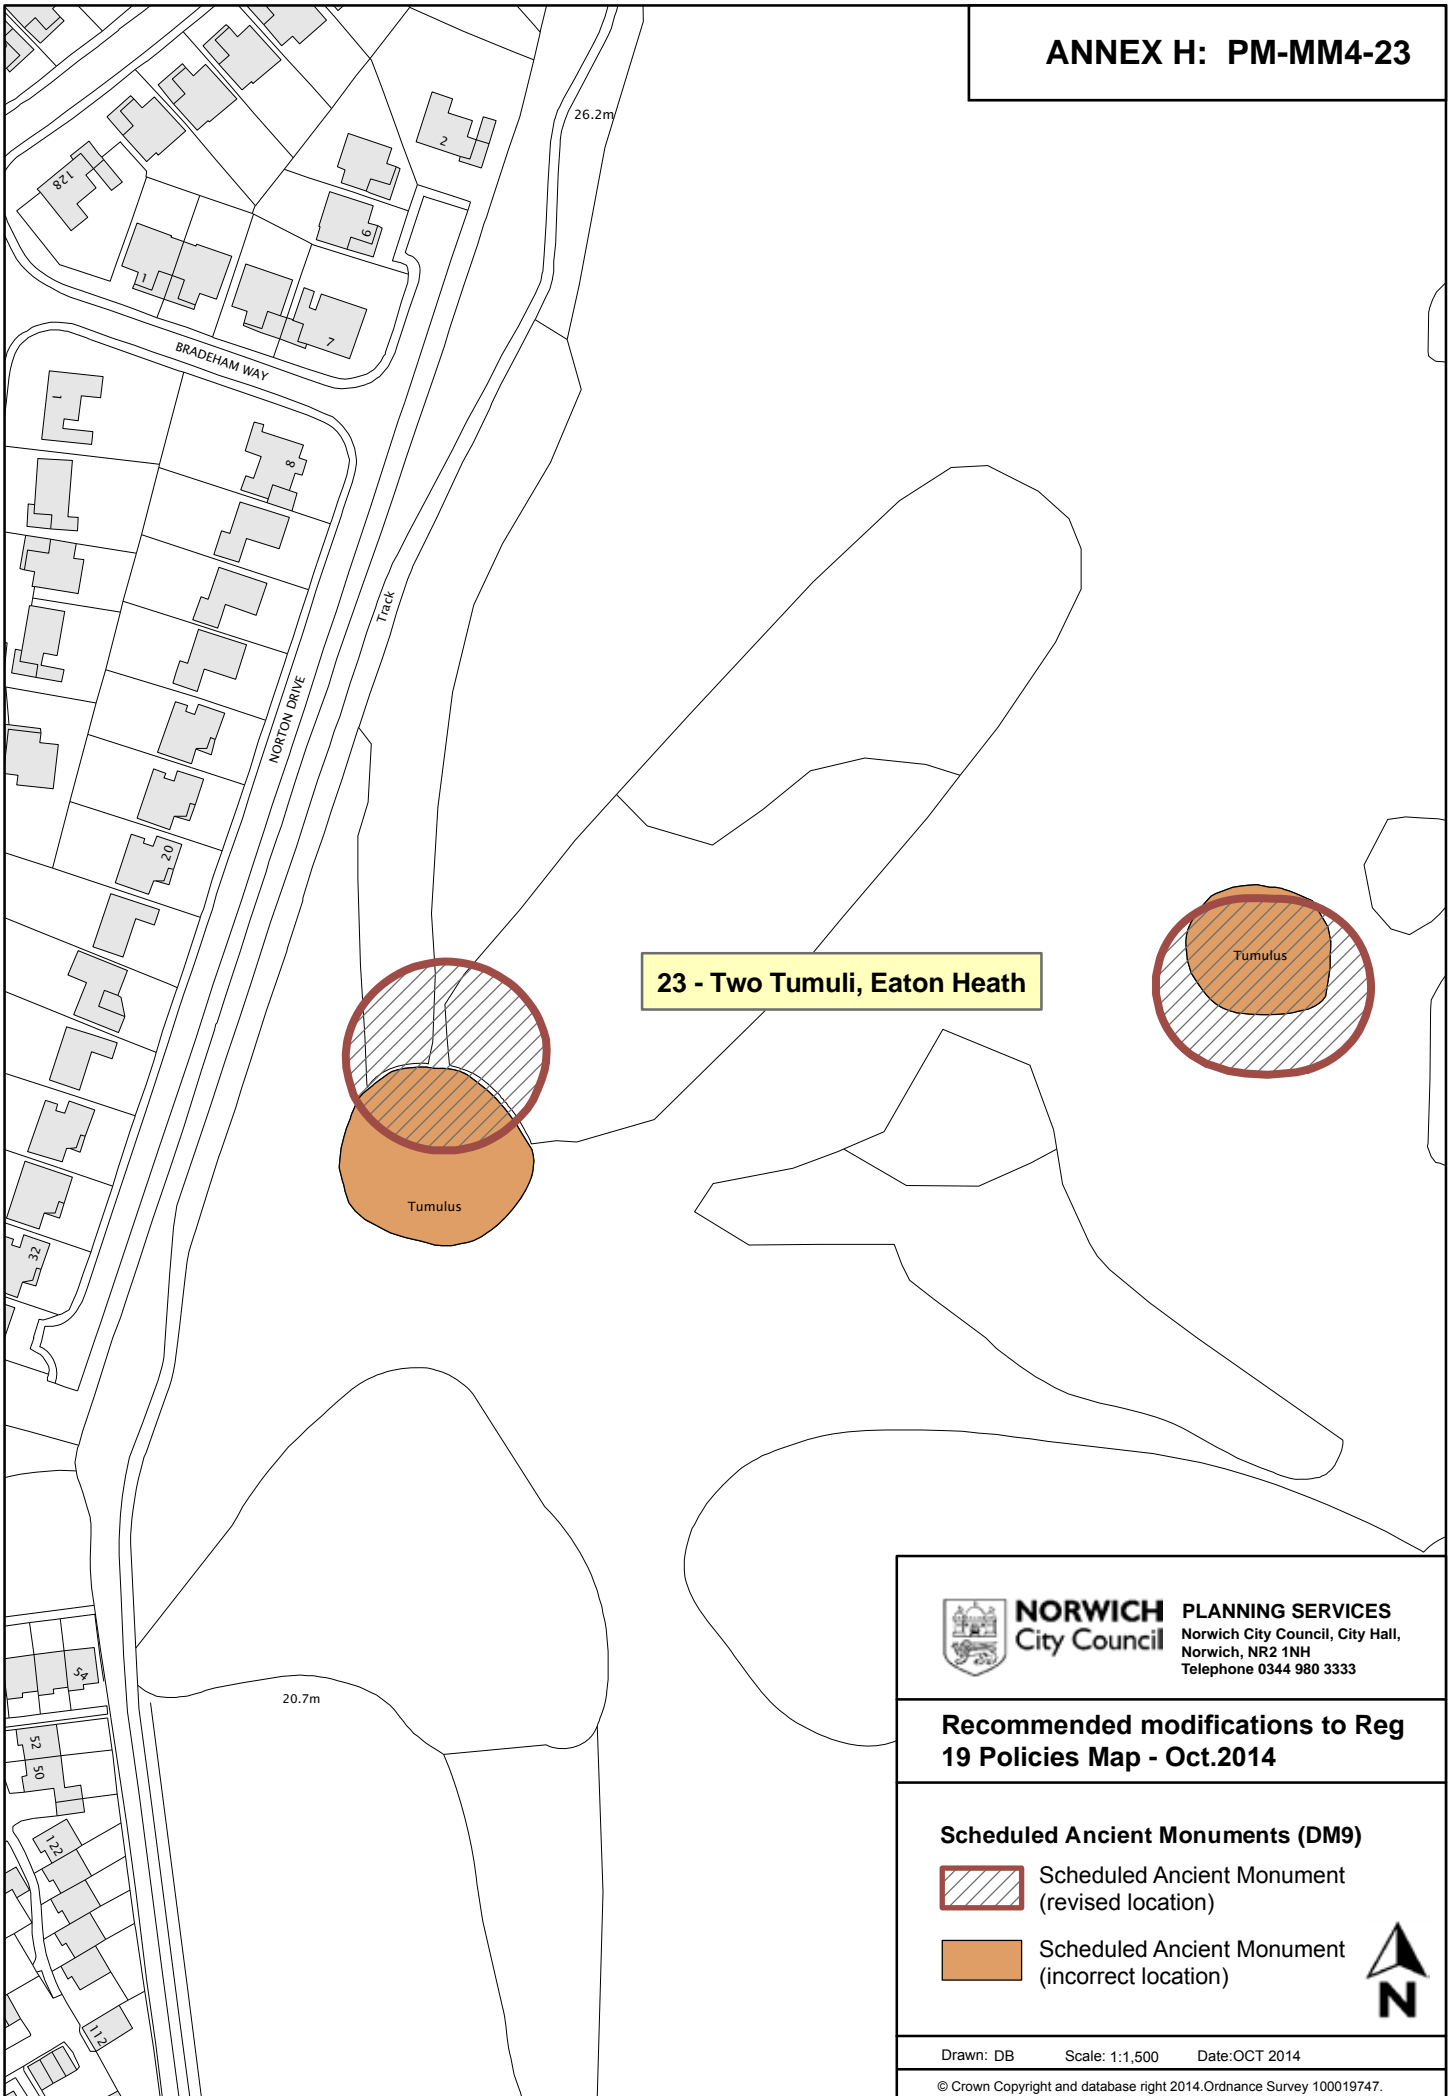 ANNEX H: PM-MM4-23
26.2m
2
128
6
1
7
BRADEHAM WAY
1
8
Track
NORTON DRIVE
20
Tumulus
23 - Two Tumuli, Eaton Heath
Tumulus
32
54
20.7m
52
50
122
112
NORWICH
City Council
PLANNING SERVICES
Norwich City Council, City Hall,
Norwich, NR2 1NH
Telephone 0344 980 3333
Recommended modifications to Reg
19 Policies Map - Oct.2014
Scheduled Ancient Monuments (DM9)
Scheduled Ancient Monument
(revised location)
Scheduled Ancient Monument
(incorrect location)
N
Drawn: DB Scale: 1:1,500 Date:OCT 2014
© Crown Copyright and database right 2014.Ordnance Survey 100019747.